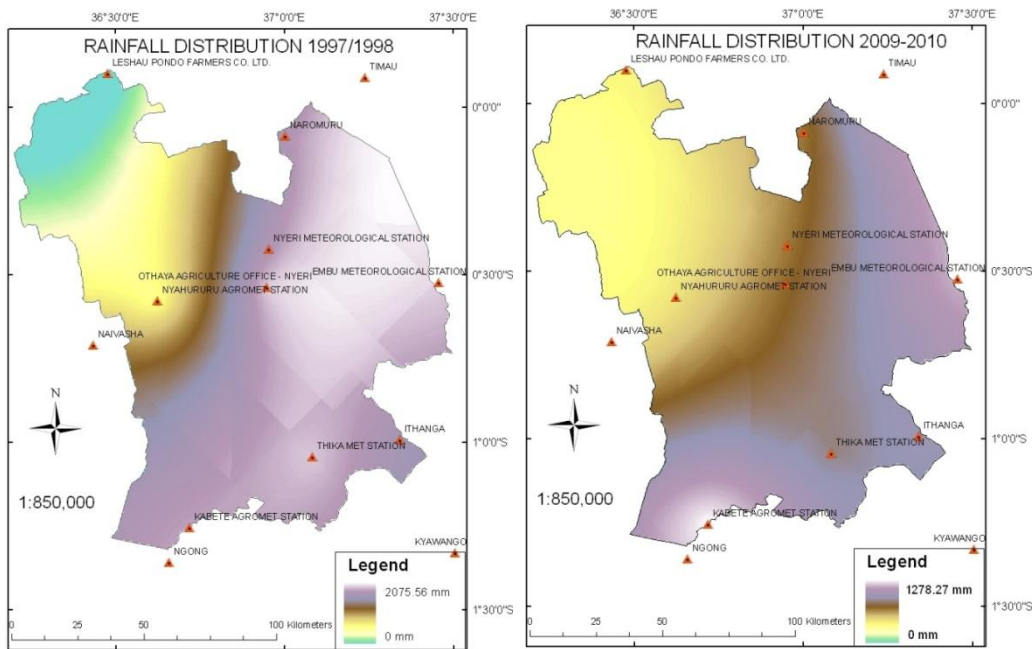 36°30'0"E
37°0'0"E
37°30'0"E
RAINFALL DISTRIBUTION 1997/1998
LESHAU PONDO FARMERS CO. LTD.
TIMAU
0°0'0"
NAROMURU
NYERI METEOROLOGICAL STATION
OTHAYA AGRICULTURE OFFICE - NYERI
EMBU METEOROLOGICAL STATION
0°30'0"S
NYAHURURU AGROMET STATION
NAIVASHA
N
ITHANGA
1°0'0"S
THIKA MET STATION
1:850,000
KABETE AGROMET STATION
KYAWANGO
NGONG
Legend
2075.56 mm
0 mm
1°30'0"S
0 25 50 100 Kilometers
36°30'0"E
37°0'0"E
37°30'0"E
RAINFALL DISTRIBUTION 2009-2010
LESHAU PONDO FARMERS CO. LTD.
TIMAU
0°0'0"
NAROMURU
NYERI METEOROLOGICAL STATION
OTHAYA AGRICULTURE OFFICE - NYERI
EMBU METEOROLOGICAL STATION
0°30'0"S
NYAHURURU AGROMET STATION
NAIVASHA
N
ITHANGA
1°0'0"S
THIKA MET STATION
1:850,000
KABETE AGROMET STATION
KYAWANGO
NGONG
Legend
1278.27 mm
0 mm
1°30'0"S
0 25 50 100 Kilometers